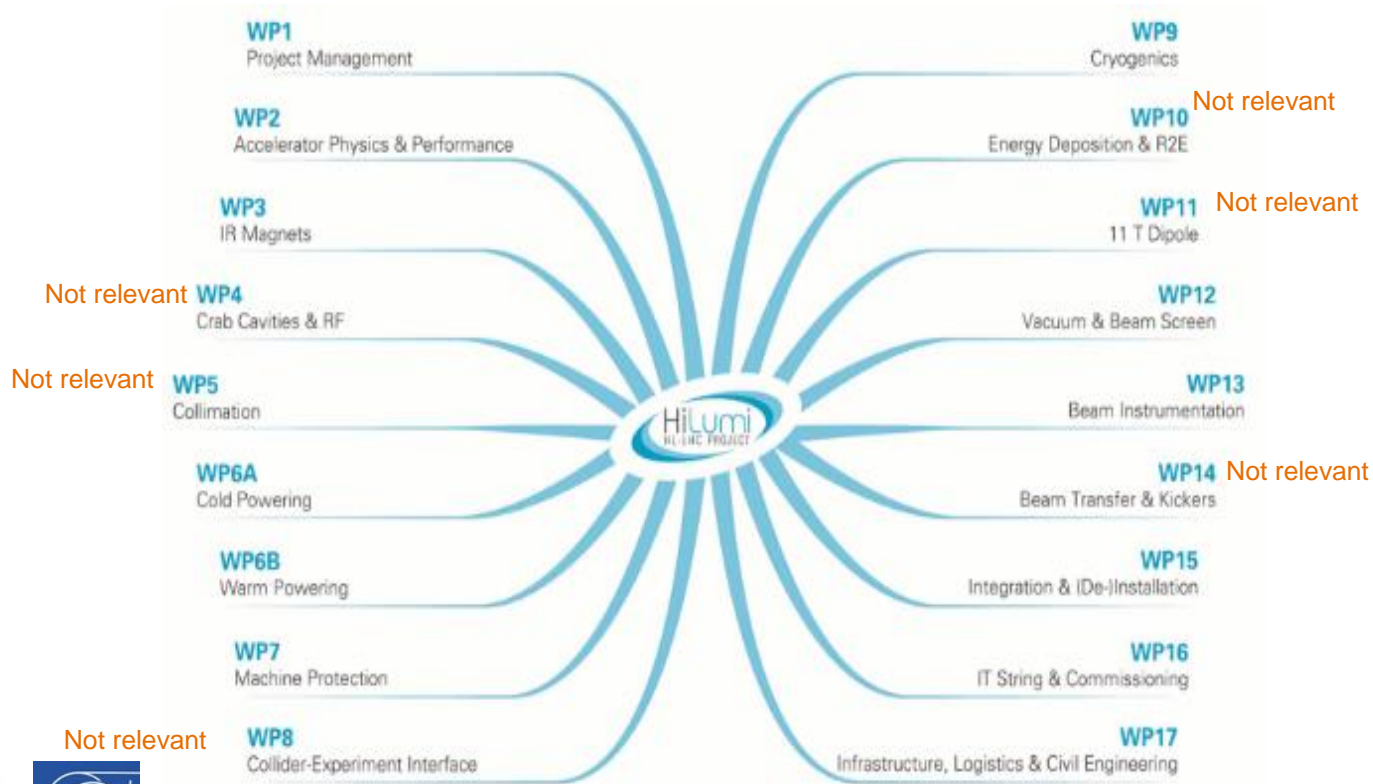 WP1
Project Management
WP2
Accelerator Physics & Performance
WP3
IR Magnets
Not relevant WP4
Crab Cavities & RF
Not relevant WP5
Collimation
WP6A
Cold Powering
WP6B
Warm Powering
WP7
Machine Protection
Not relevant WP8
Collider-Experiment Interface
HiLumi
HL-LHC PROJECT
WP9
Cryogenics
Not relevant
WP10
Energy Deposition & R2E
WP11 Not relevant
11 T Dipole
WP12
Vacuum & Beam Screen
WP13
Beam Instrumentation
WP14 Not relevant
Beam Transfer & Kickers
WP15
Integration & (De-)Installation
WP16
IT String & Commissioning
WP17
Infrastructure, Logistics & Civil Engineering